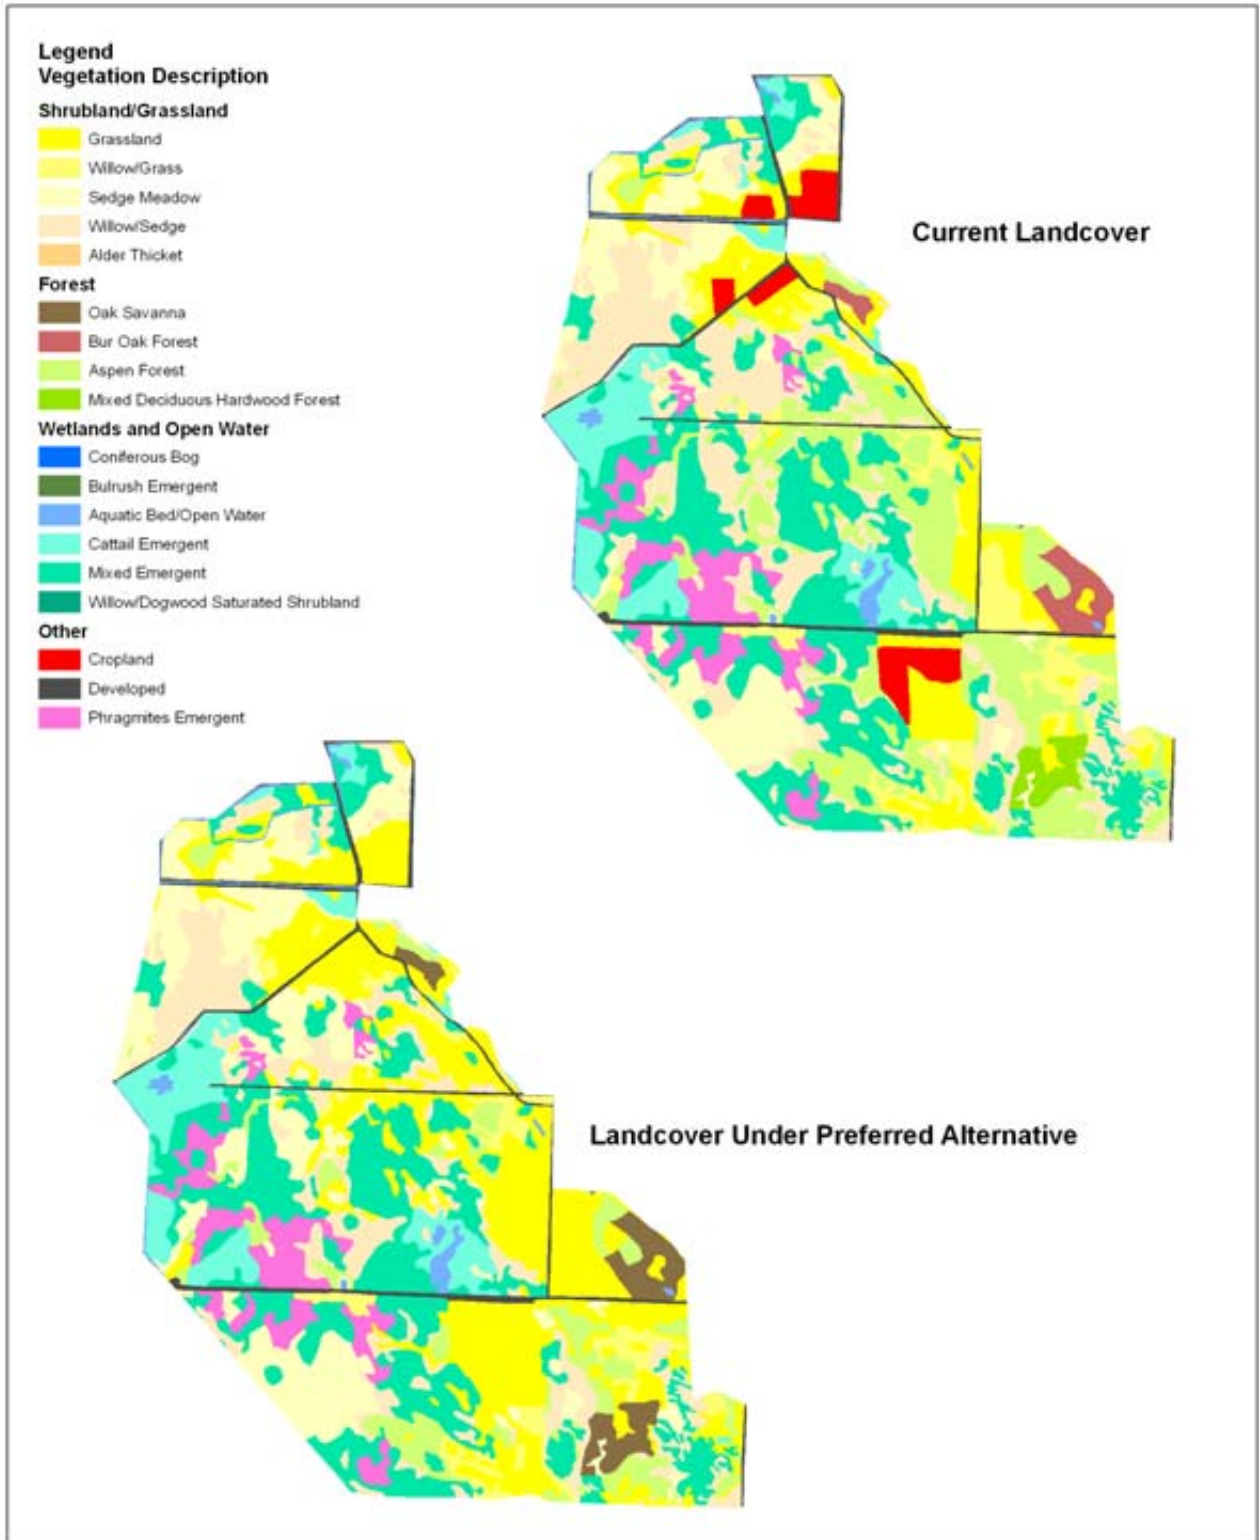 Legend
Vegetation Description
Shrubland/Grassland
Grassland
Willow/Grass
Sedge Meadow
Willow/Sedge
Alder Thicket
Forest
Oak Savanna
Bur Oak Forest
Aspen Forest
Mixed Deciduous Hardwood Forest
Wetlands and Open Water
Coniferous Bog
Bulrush Emergent
Aquatic Bed/Open Water
Cattail Emergent
Mixed Emergent
Willow/Dogwood Saturated Shrubland
Other
Cropland
Developed
Phragmites Emergent
Current Landcover
Landcover Under Preferred Alternative